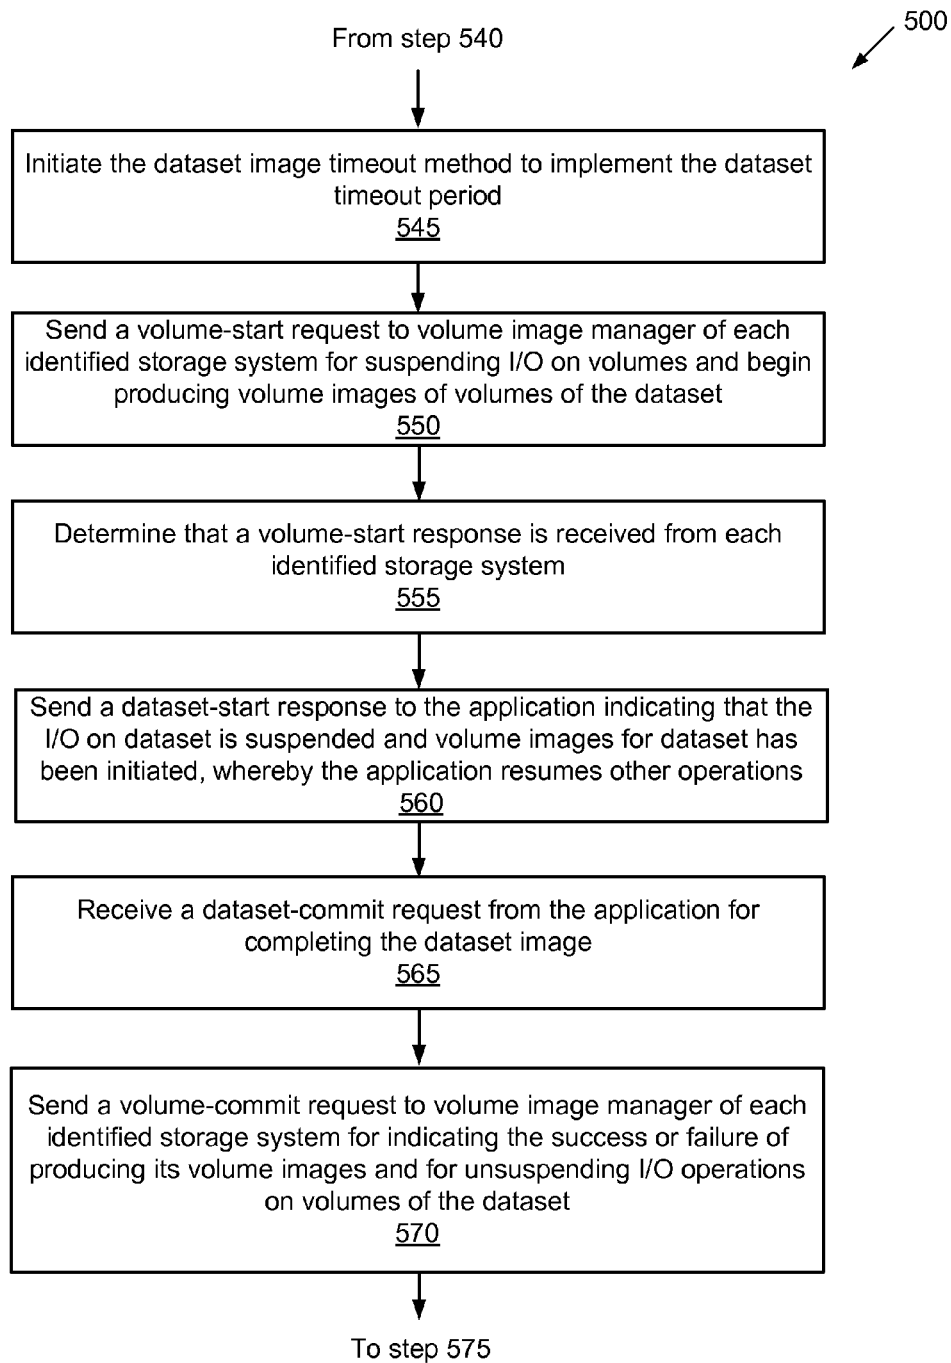 500
From step 540
Initiate the dataset image timeout method to implement the dataset
timeout period
545
Send a volume-start request to volume image manager of each
identified storage system for suspending I/O on volumes and begin
producing volume images of volumes of the dataset
550
Determine that a volume-start response is received from each
identified storage system
555
Send a dataset-start response to the application indicating that the
I/O on dataset is suspended and volume images for dataset has
been initiated, whereby the application resumes other operations
560
Receive a dataset-commit request from the application for
completing the dataset image
565
Send a volume-commit request to volume image manager of each
identified storage system for indicating the success or failure of
producing its volume images and for unsuspending I/O operations
on volumes of the dataset
570
To step 575